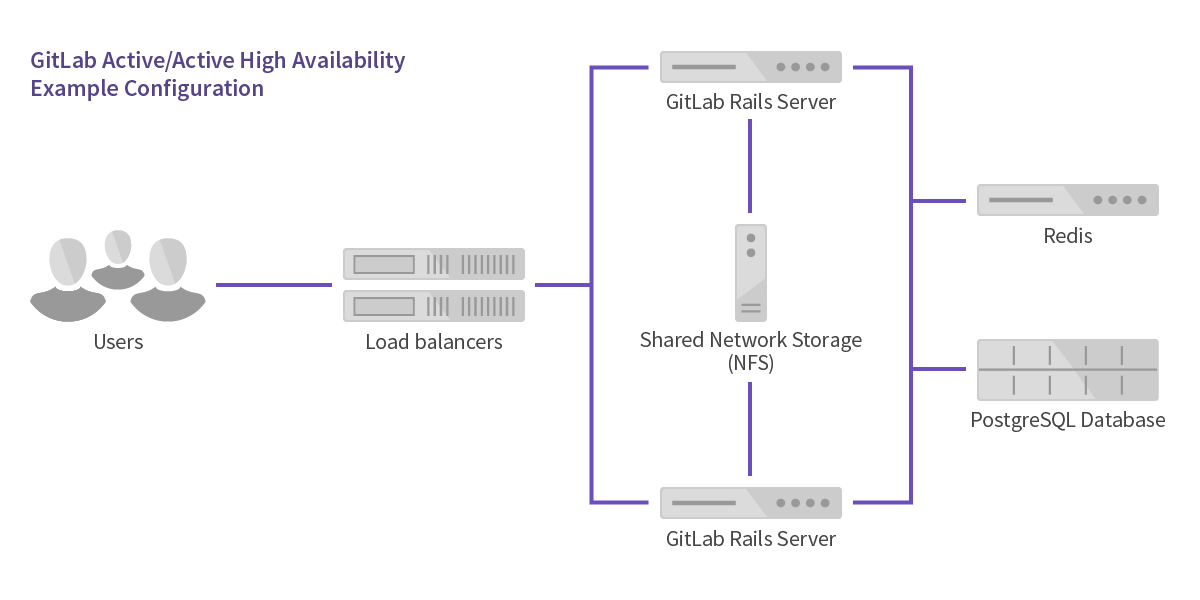 GitLab Active/Active High Availability
Example Configuration
GitLab Rails Server
Users
Load balancers
Shared Network Storage
(NFS)
Redis
PostgreSQL Database
GitLab Rails Server